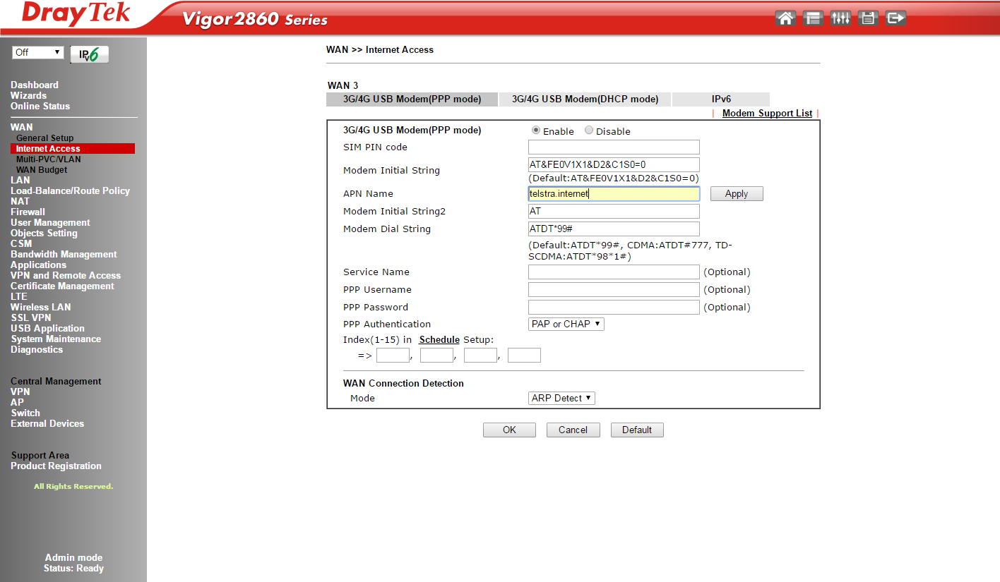 DrayTek
Vigor2860 Series
Off
IPv6
Dashboard
Wizards
Online Status
WAN
General Setup
Internet Access
Multi-PVC/VLAN
WAN Budget
LAN
Load-Balance/Route Policy
NAT
Firewall
User Management
Objects Setting
CSM
Bandwidth Management
Applications
VPN and Remote Access
Certificate Management
LTE
Wireless LAN
SSL VPN
USB Application
System Maintenance
Diagnostics
Central Management
VPN
AP
Switch
External Devices
Support Area
Product Registration
All Rights Reserved.
Admin mode
Status: Ready
WAN >> Internet Access
WAN 3
3G/4G USB Modem(PPP mode) 3G/4G USB Modem(DHCP mode) IPv6
| Modem Support List |
3G/4G USB Modem(PPP mode) Enable Disable
SIM PIN code
Modem Initial String AT&FE0V1X1&D2&C1S0=0
(Default:AT&FE0V1X1&D2&C1S0=0)
APN Name telstra.internet Apply
Modem Initial String2 AT
Modem Dial String ATDT*99#
(Default:ATDT*99#, CDMA:ATDT#777, TD-
SCDMA:ATDT*98*1#)
Service Name (Optional)
PPP Username (Optional)
PPP Password (Optional)
PPP Authentication PAP or CHAP
Index(1-15) in Schedule Setup:
=> , , ,
WAN Connection Detection
Mode ARP Detect
OK Cancel Default